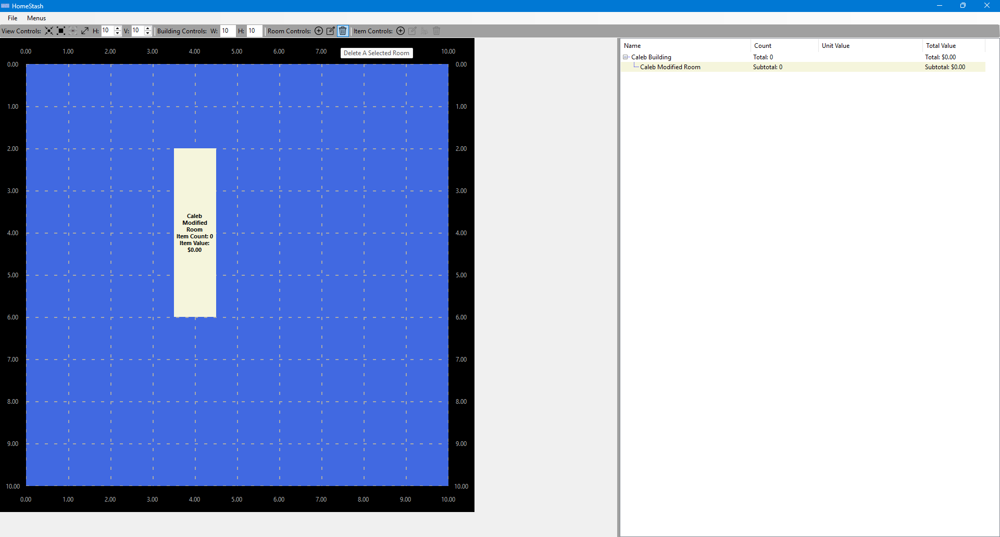 HomeStash
File Menus
View Controls: H: 10 V: 10 Building Controls: W: 10 H: 10 Room Controls: Item Controls:
Delete A Selected Room
0.00 1.00 2.00 3.00 4.00 5.00 6.00 7.00 10.00
0.00 0.00
1.00 1.00
2.00 2.00
3.00 3.00
4.00 4.00
5.00 5.00
6.00 6.00
7.00 7.00
8.00 8.00
9.00 9.00
10.00 10.00
0.00 1.00 2.00 3.00 4.00 5.00 6.00 7.00 8.00 9.00 10.00
Caleb
Modified
Room
Item Count: 0
Item Value:
$0.00
Name Count Unit Value Total Value
Caleb Building Total: 0 Total: $0.00
Caleb Modified Room Subtotal: 0 Subtotal: $0.00